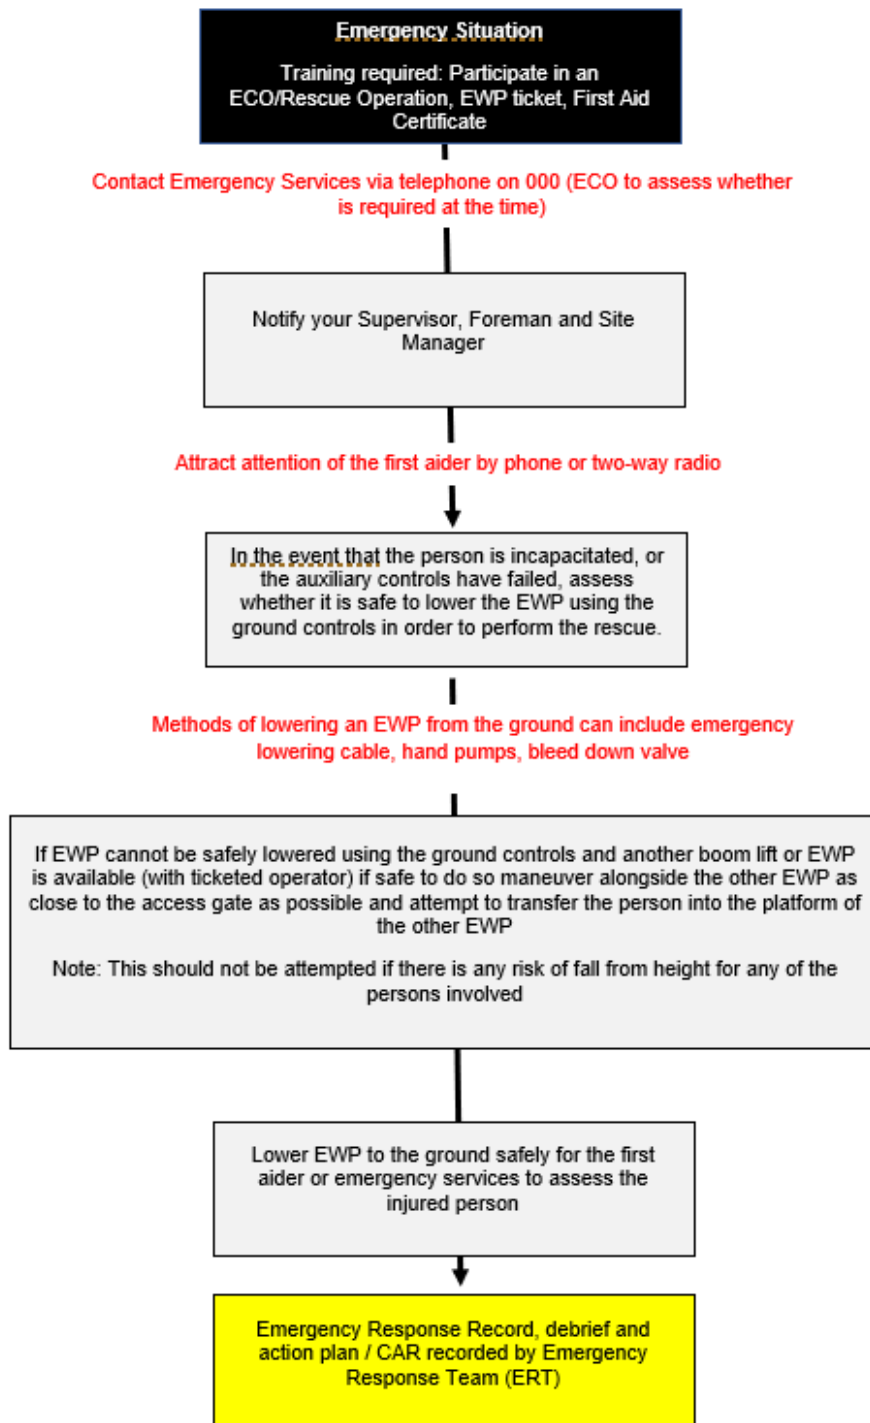 Emergency Situation
Training required: Participate in an
ECO/Rescue Operation, EWP ticket, First Aid
Certificate
Contact Emergency Services via telephone on 000 (ECO to assess whether
is required at the time)
Notify your Supervisor, Foreman and Site
Manager
Attract attention of the first aider by phone or two-way radio
In the event that the person is incapacitated, or
the auxiliary controls have failed, assess
whether it is safe to lower the EWP using the
ground controls in order to perform the rescue.
Methods of lowering an EWP from the ground can include emergency
lowering cable, hand pumps, bleed down valve
If EWP cannot be safely lowered using the ground controls and another boom lift or EWP
is available (with ticketed operator) if safe to do so maneuver alongside the other EWP as
close to the access gate as possible and attempt to transfer the person into the platform of
the other EWP
Note: This should not be attempted if there is any risk of fall from height for any of the
persons involved
Lower EWP to the ground safely for the first
aider or emergency services to assess the
injured person
Emergency Response Record, debrief and
action plan / CAR recorded by Emergency
Response Team (ERT)